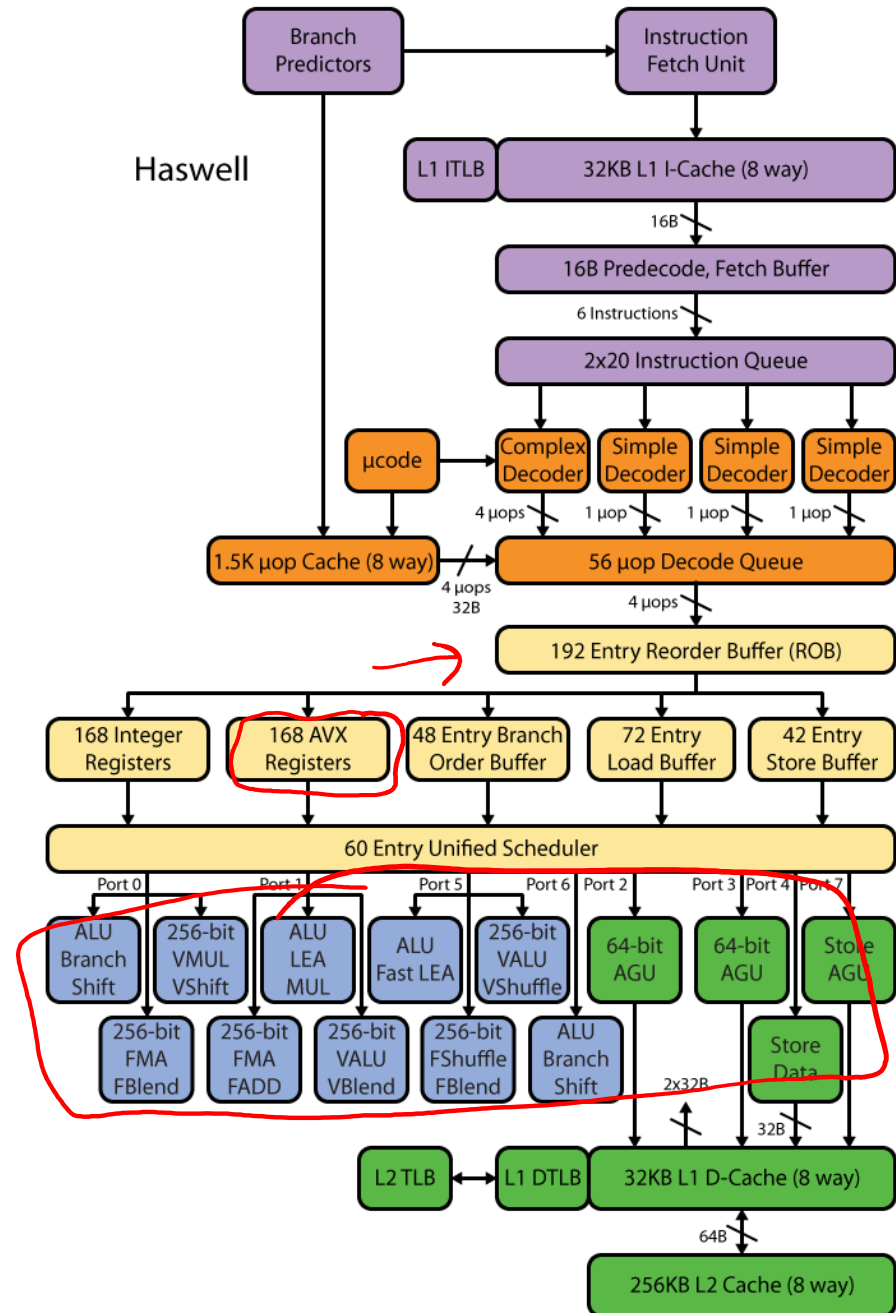 Branch
Predictors
Instruction
Fetch Unit
Haswell
L1 ITLB
32KB L1 I-Cache (8 way)
16B
16B Predecode, Fetch Buffer
6 Instructions
2x20 Instruction Queue
μcode
Complex
Decoder
Simple
Decoder
Simple
Decoder
Simple
Decoder
4 μops
1 μop
1 μop
1 μop
1.5K μop Cache (8 way)
4 μops
32B
56 μop Decode Queue
4 μops
192 Entry Reorder Buffer (ROB)
168 Integer
Registers
168 AVX
Registers
48 Entry Branch
Order Buffer
72 Entry
Load Buffer
42 Entry
Store Buffer
60 Entry Unified Scheduler
Port 0
Port 1
Port 5
Port 6
Port 2
Port 3
Port 4
Port 7
ALU
Branch
Shift
256-bit
VMUL
VShift
ALU
LEA
MUL
ALU
Fast LEA
256-bit
VALU
VShuffle
64-bit
AGU
64-bit
AGU
Store
AGU
256-bit
FMA
FBlend
256-bit
FMA
FADD
256-bit
VALU
VBlend
256-bit
FShuffle
FBlend
ALU
Branch
Shift
Store
Data
2x32B
32B
L2 TLB
L1 DTLB
32KB L1 D-Cache (8 way)
64B
256KB L2 Cache (8 way)